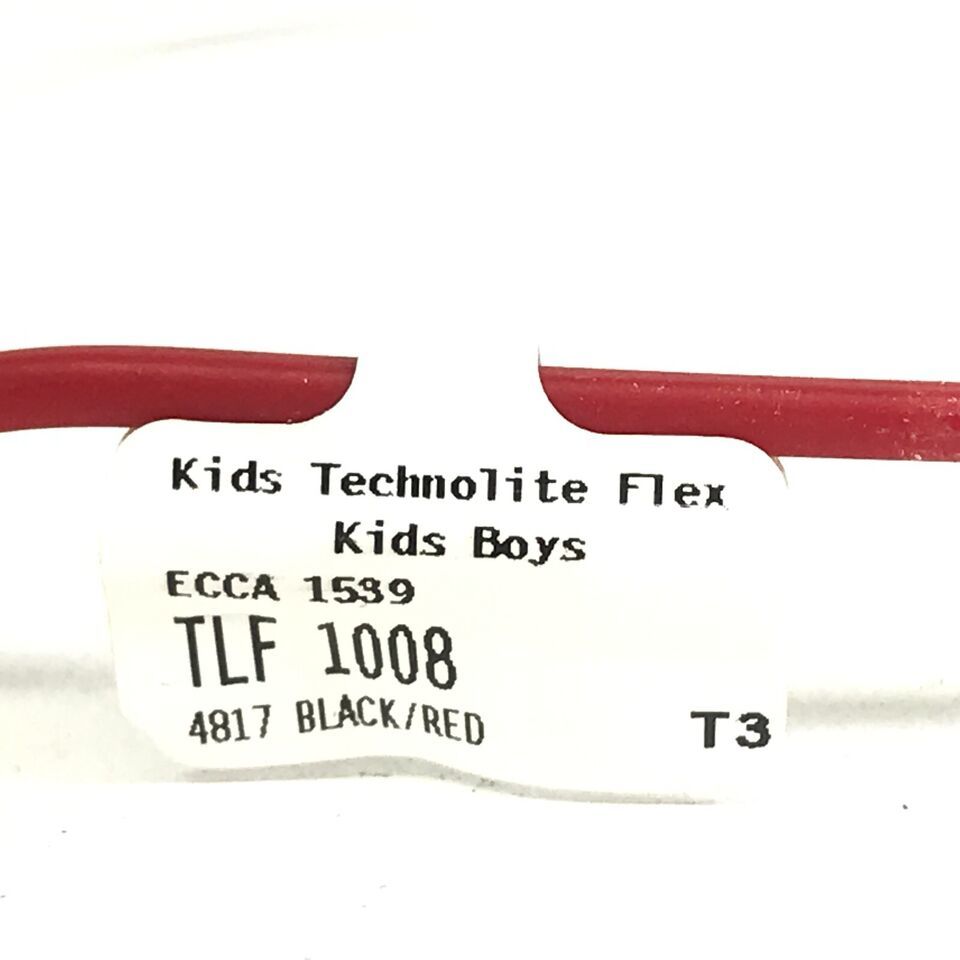 Kids Technolite Flex
Kids Boys
ECCA 1539
TLF 1008
4817 BLACK/RED
T3